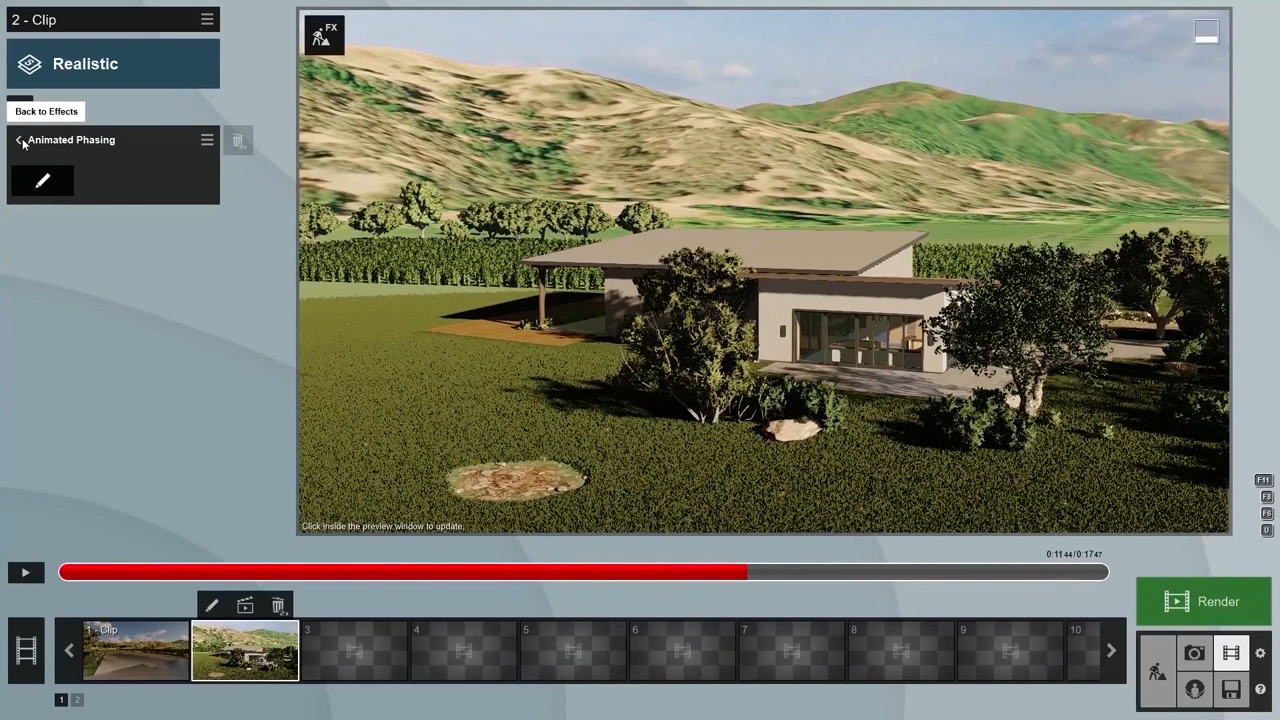 2 - Clip
FX
Realistic
Back to Effects
Animated Phasing
Click inside the preview window to update.
F11
F8
F6
U
0:11 44/0:17 47
Render
1 - Clip
3
4
5
6
7
8
9
10
1
2